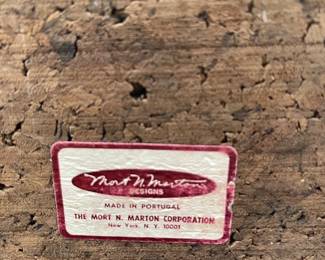 Mort N. Marton
DESIGNS
MADE IN PORTUGAL
THE MORT N. MARTON CORPORATION
New York, N. Y. 10001